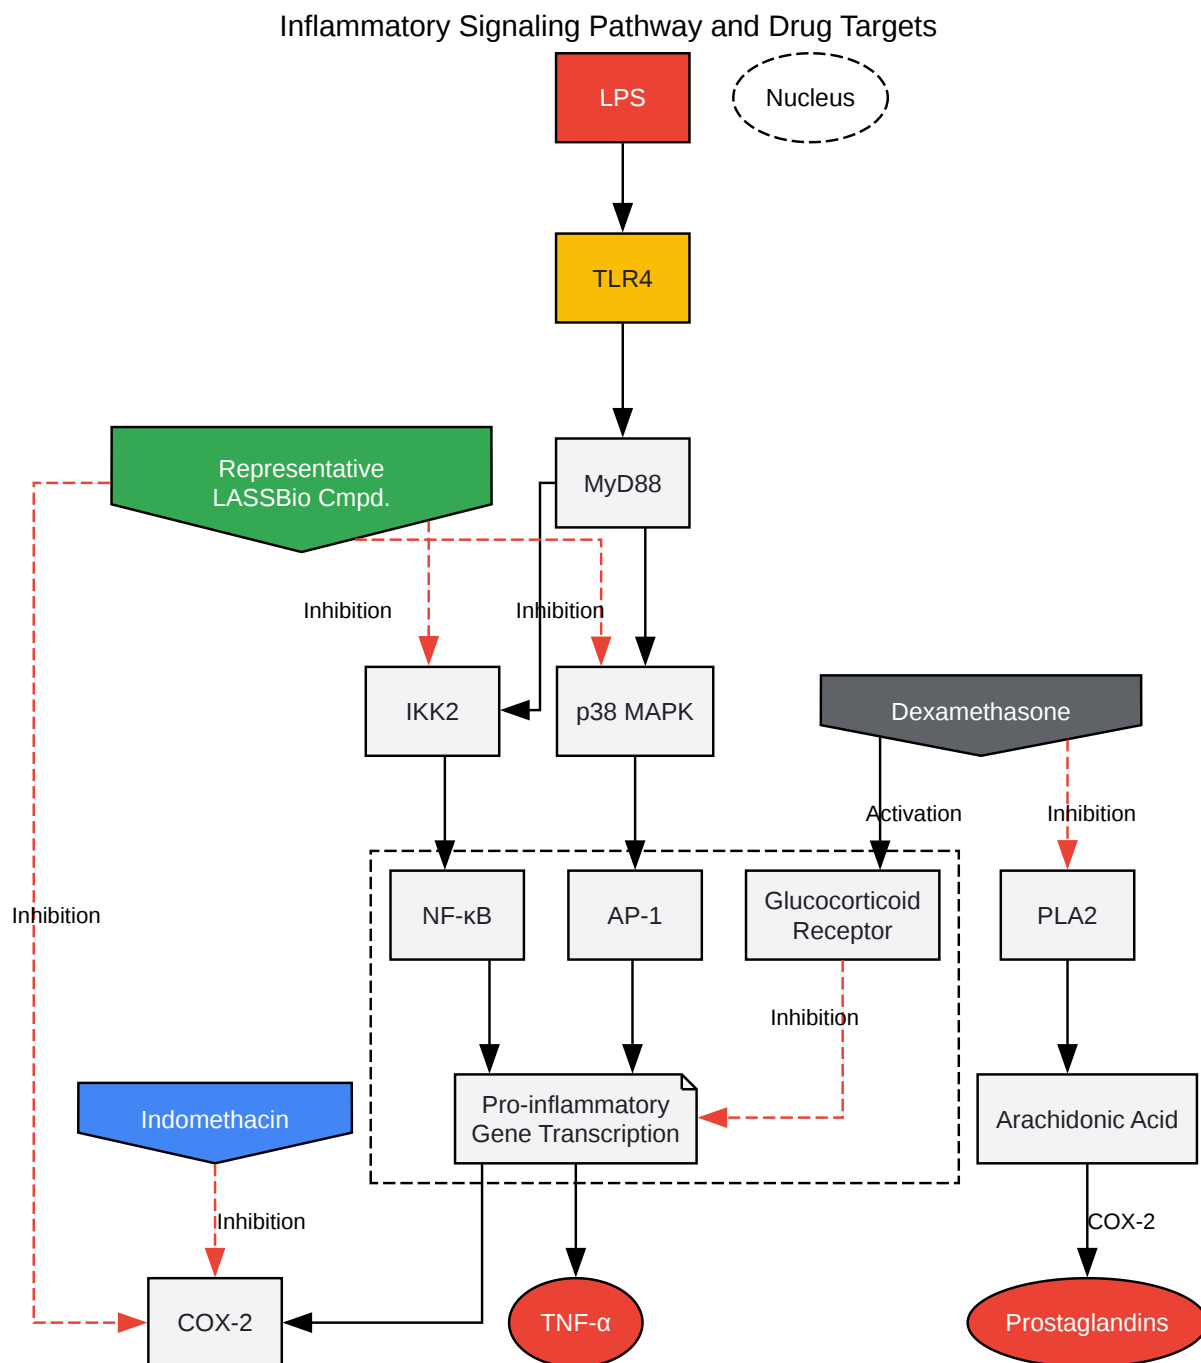 Inflammatory Signaling Pathway and Drug Targets
LPS
Nucleus
TLR4
Representative
LASSBio Cmpd.
MyD88
Inhibition
Inhibition
IKK2
p38 MAPK
Dexamethasone
Activation
Inhibition
NF-κB
AP-1
Glucocorticoid
Receptor
PLA2
Inhibition
Inhibition
Indomethacin
Pro-inflammatory
Gene Transcription
Arachidonic Acid
Inhibition
COX-2
COX-2
TNF-α
Prostaglandins